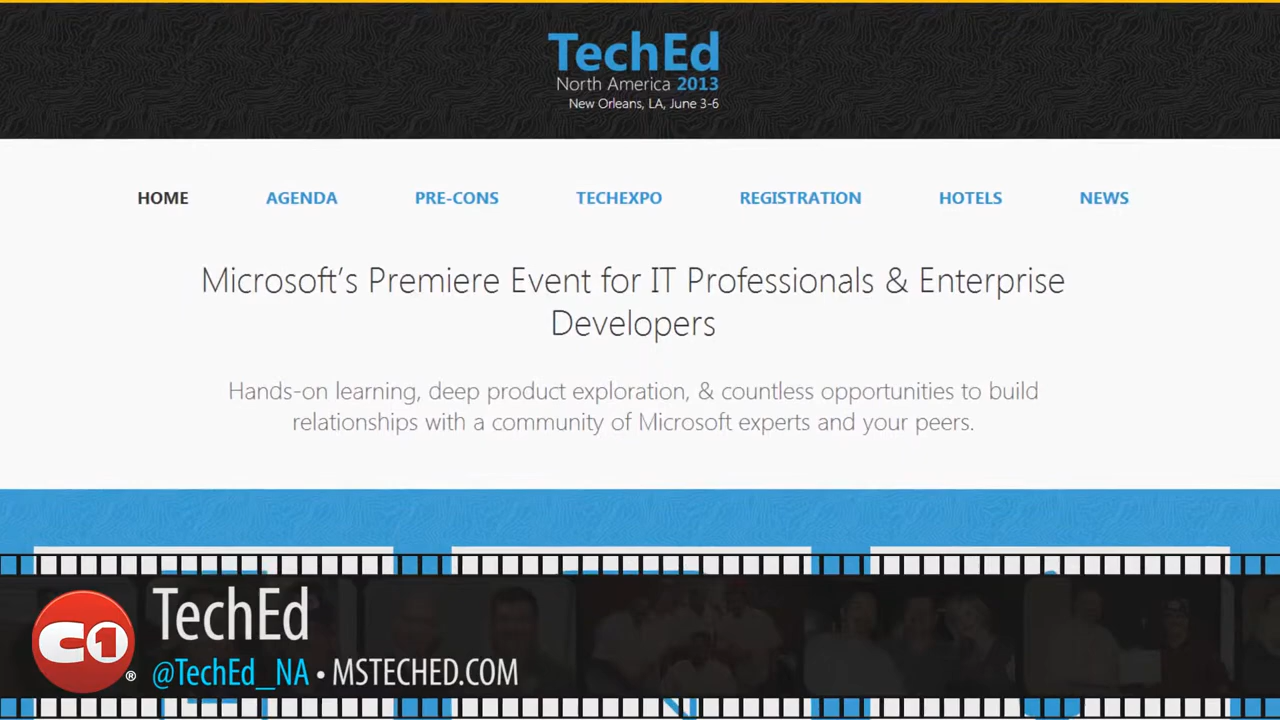 TechEd
North America 2013
New Orleans, LA, June 3-6
HOME AGENDA PRE-CONS TECHEXPO REGISTRATION HOTELS NEWS
Microsoft's Premiere Event for IT Professionals & Enterprise
Developers
Hands-on learning, deep product exploration, & countless opportunities to build
relationships with a community of Microsoft experts and your peers.
C1®
TechEd
@TechEd_NA • MSTECHED.COM